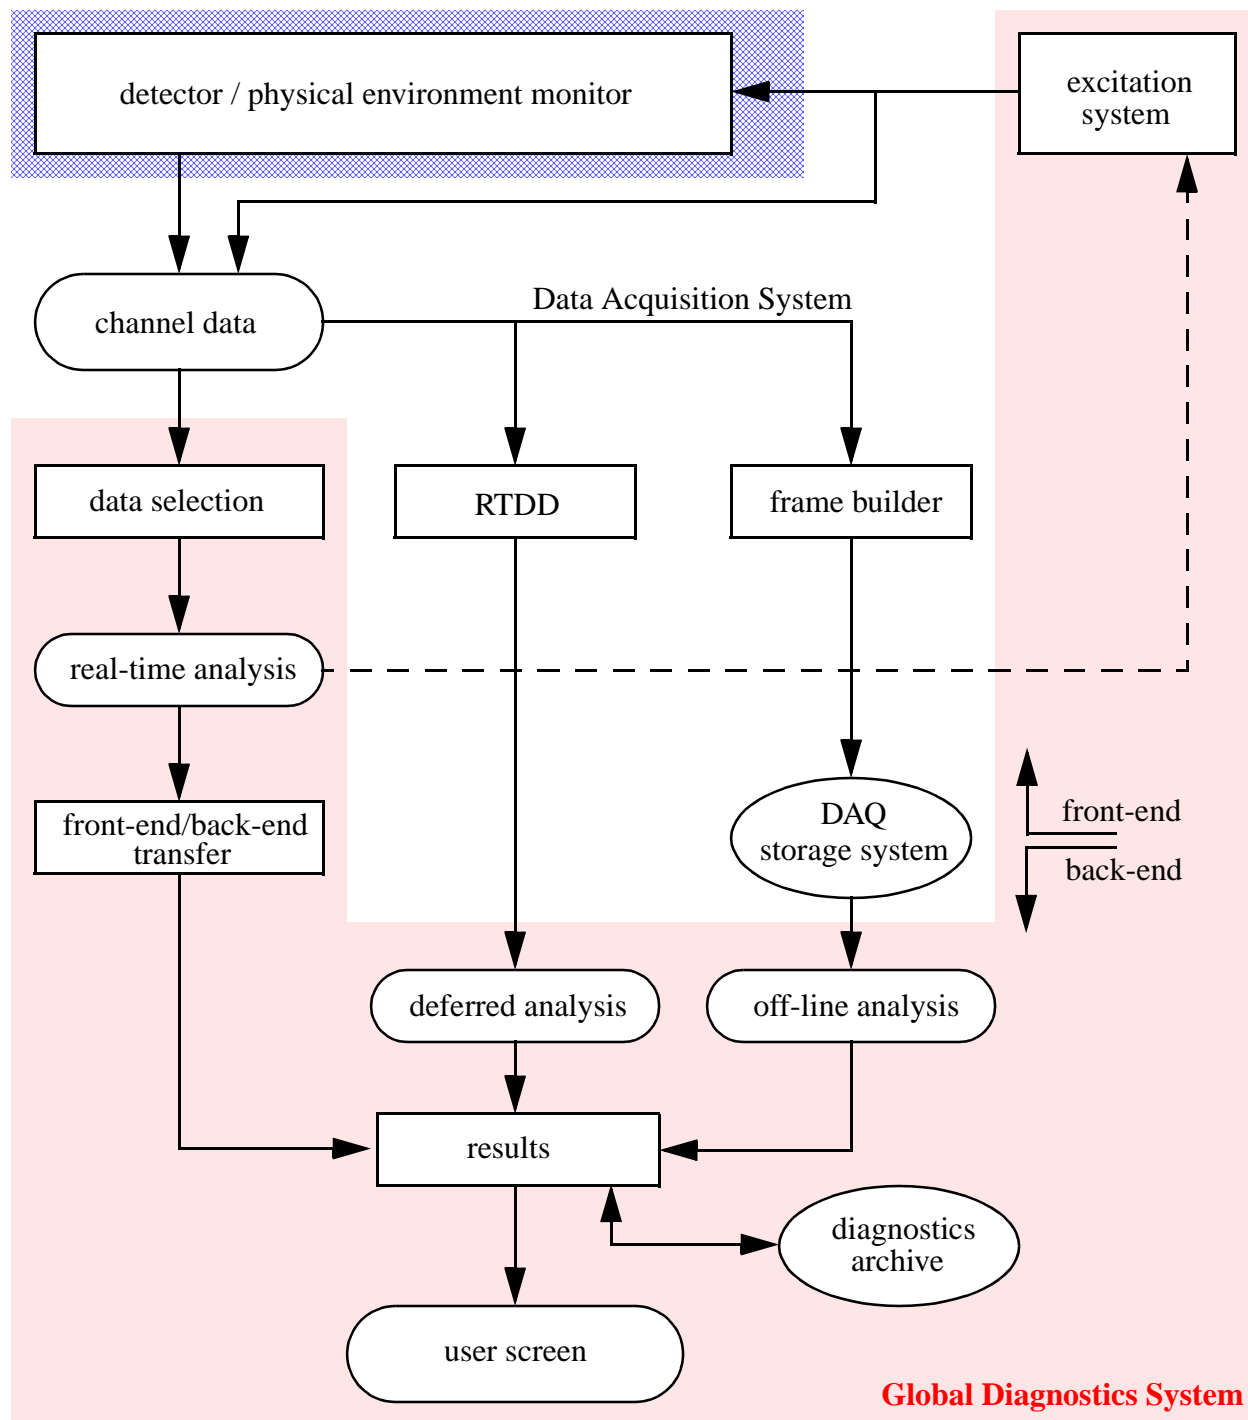 detector / physical environment monitor
excitation
system
Data Acquisition System
channel data
data selection
RTDD
frame builder
real-time analysis
front-end/back-end
transfer
DAQ
storage system
front-end
back-end
deferred analysis
off-line analysis
results
diagnostics
archive
user screen
Global Diagnostics System